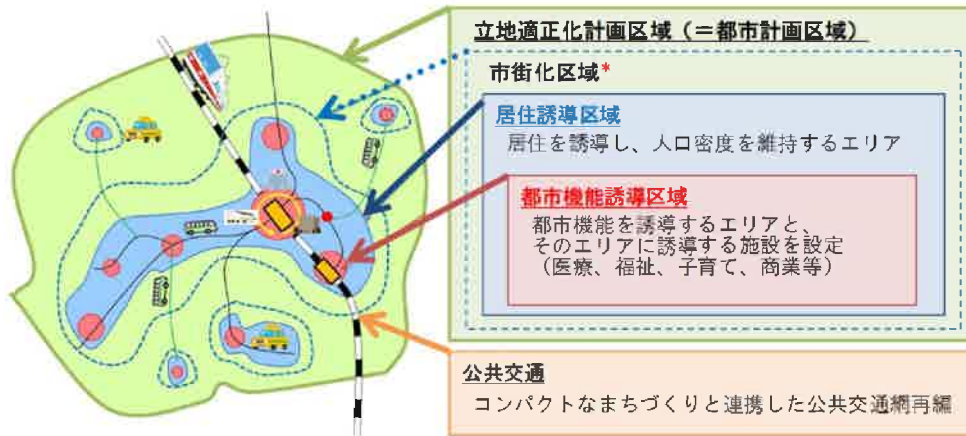 立地適正化計画区域(=都市計画区域)
市街化区域*
居住誘導区域
居住を誘導し、人口密度を維持するエリア
都市機能誘導区域
都市機能を誘導するエリアと、
そのエリアに誘導する施設を設定
(医療、福祉、子育て、商業等)
公共交通
コンパクトなまちづくりと連携した公共交通網再編